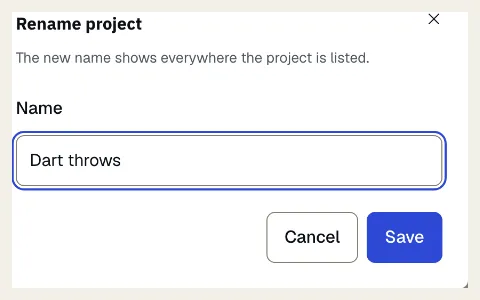 Rename project
The new name shows everywhere the project is listed.
Name
Dart throws
Cancel
Save